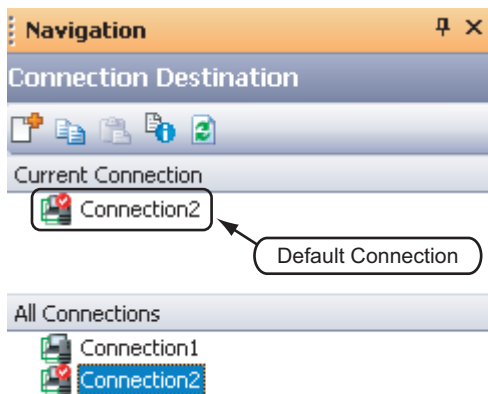 Navigation
Connection Destination
Current Connection
Connection2
Default Connection
All Connections
Connection1
Connection2